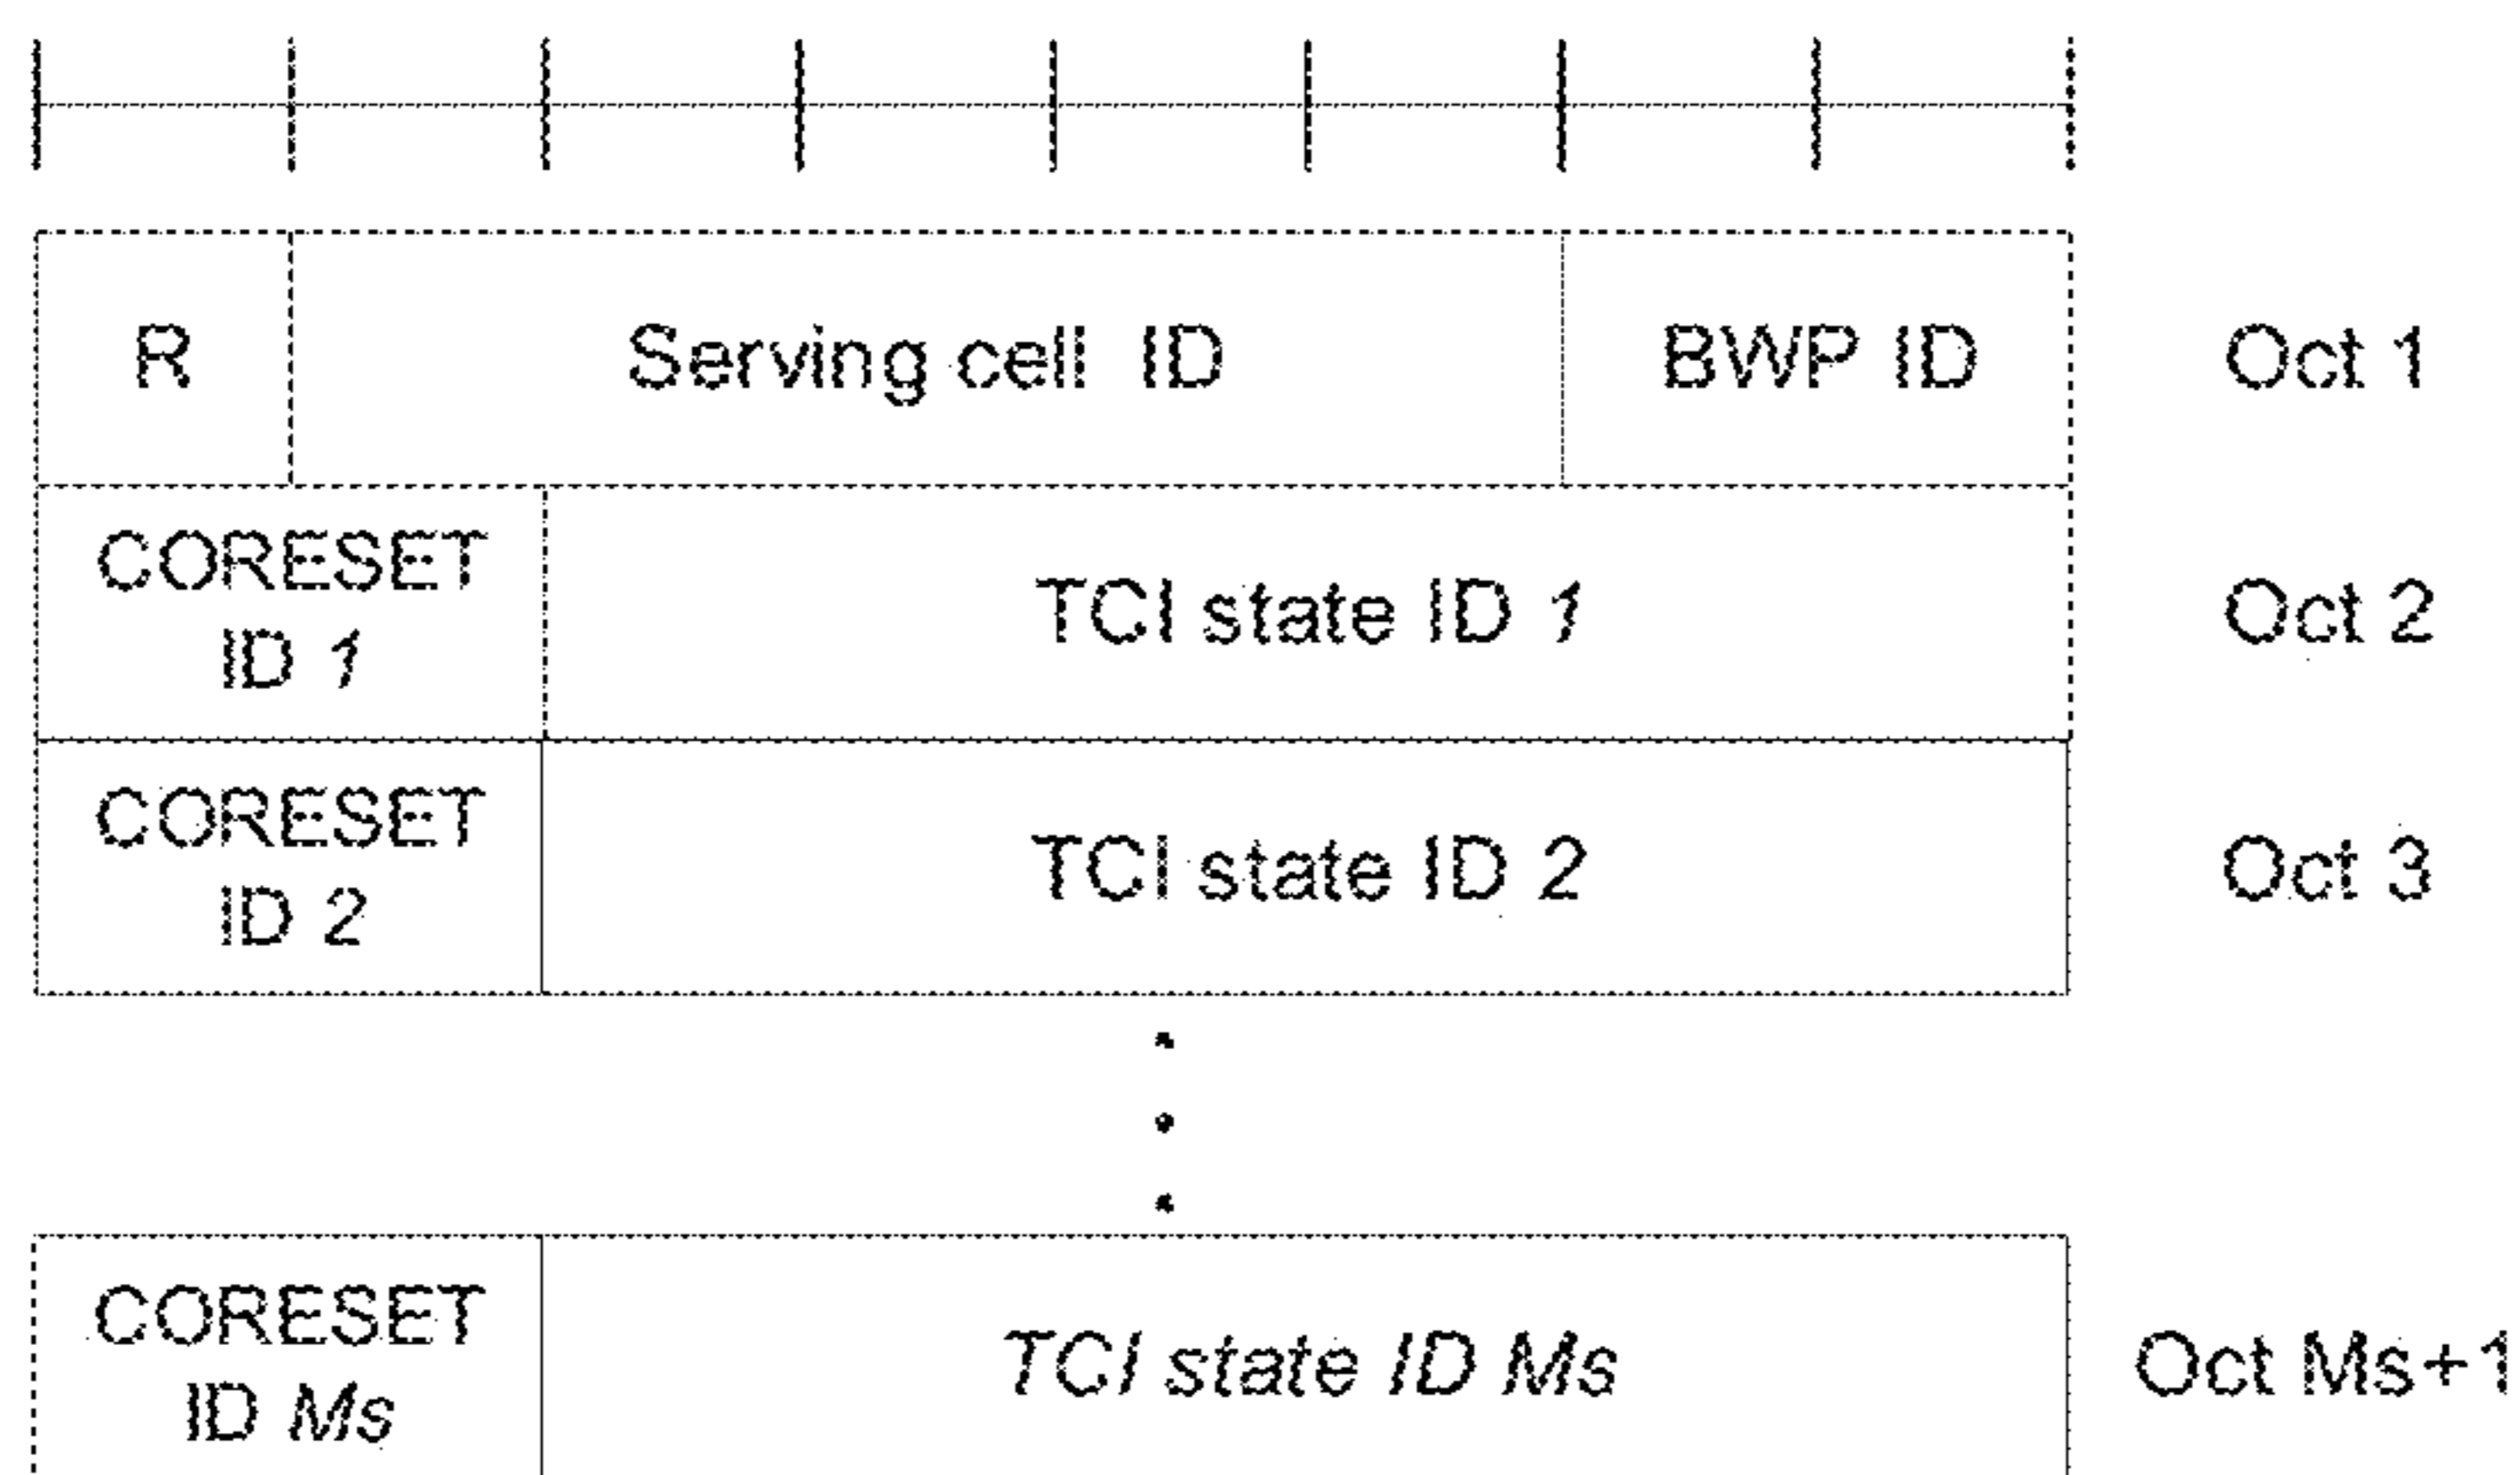 R Serving cell ID BWP ID Oct 1
CORESET
ID 1
TCI state ID 1
Oct 2
CORESET
ID 2
TCI state ID 2
Oct 3
CORESET
ID Ms
TCI state ID Ms
Oct Ms+1